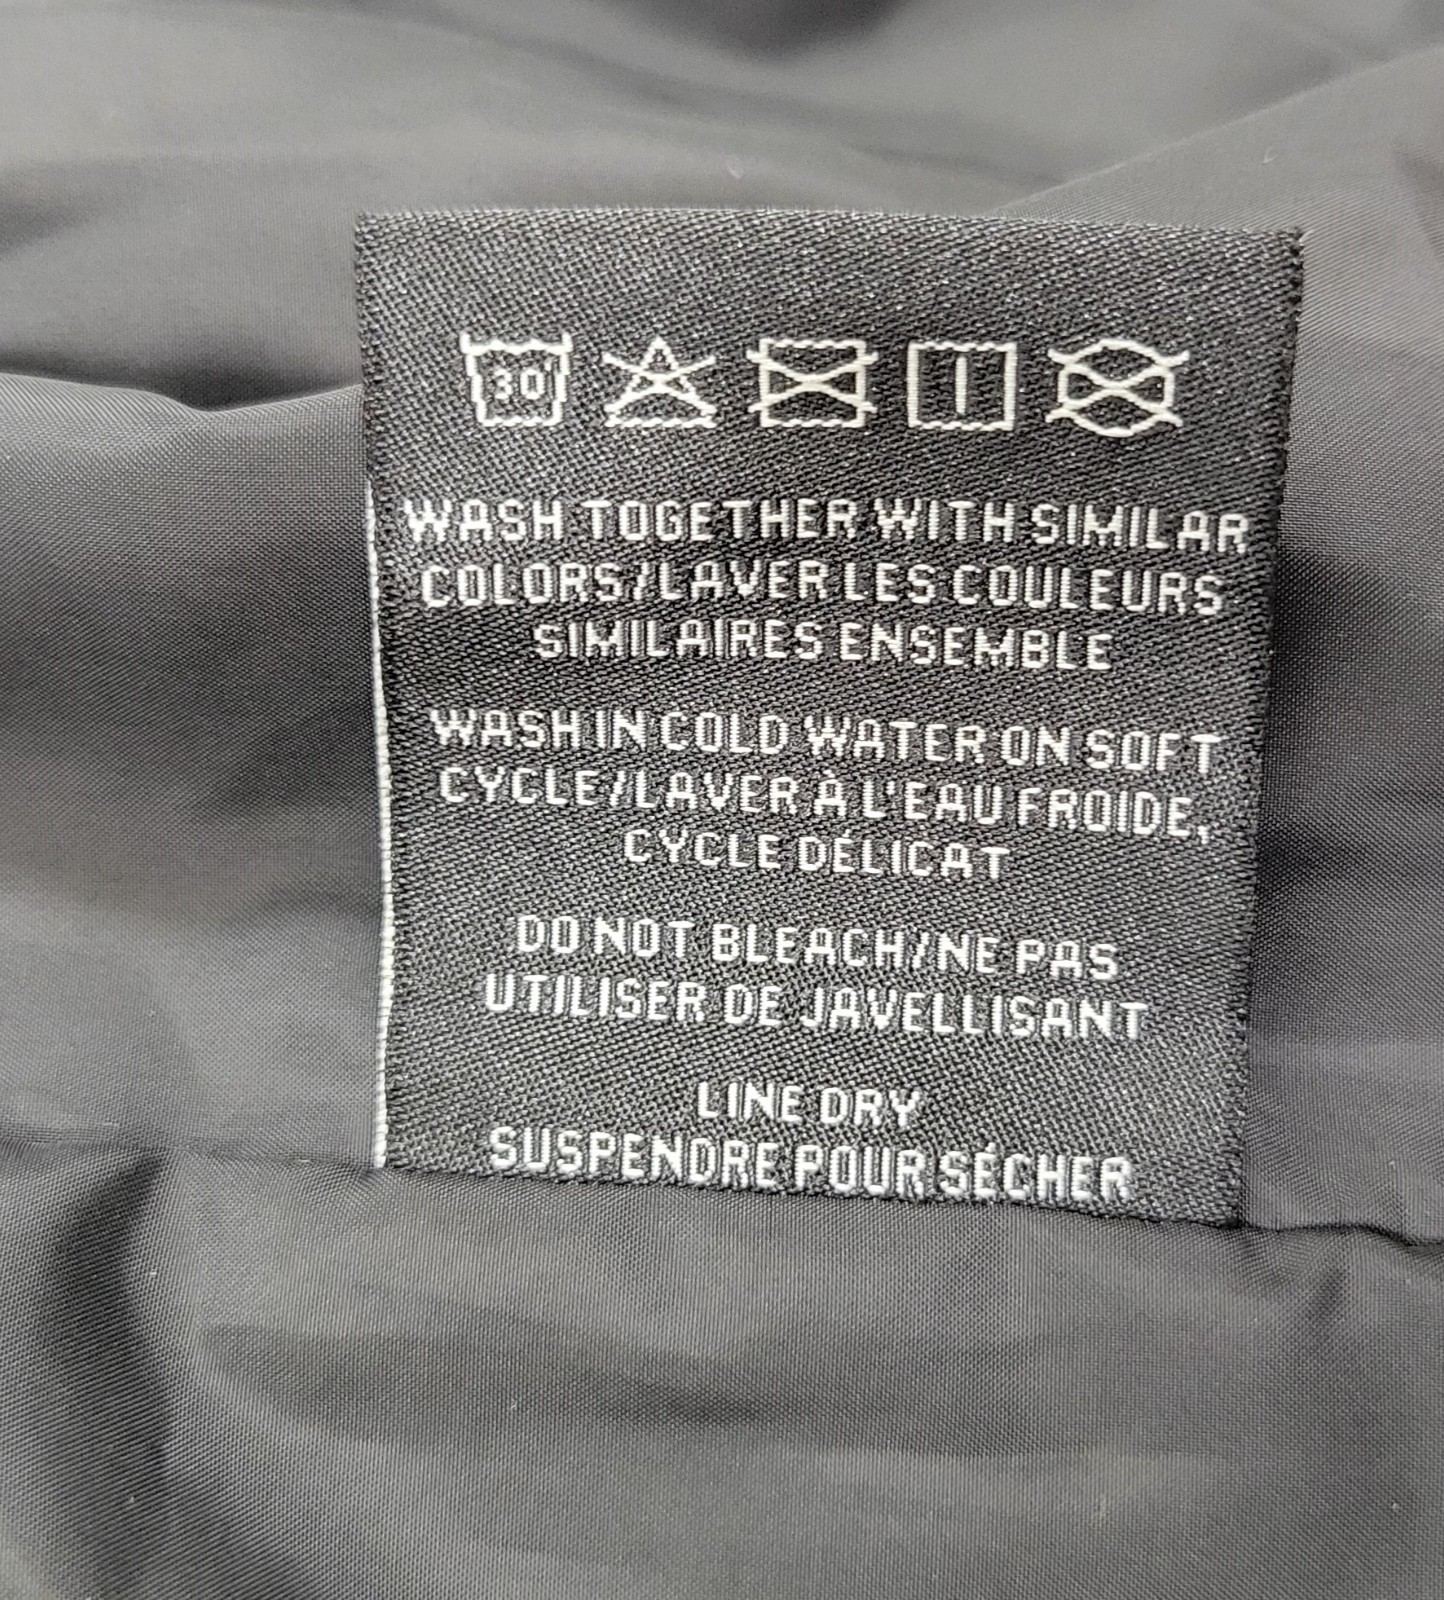 30
WASH TOGETHER WITH SIMILAR
COLORS/LAVER LES COULEURS
SIMILAIRES ENSEMBLE
WASH IN COLD WATER ON SOFT
CYCLE/LAVER À L'EAU FROIDE,
CYCLE DÉLICAT
DO NOT BLEACH/NE PAS
UTILISER DE JAVELLISANT
LINE DRY
SUSPENDRE POUR SÉCHER